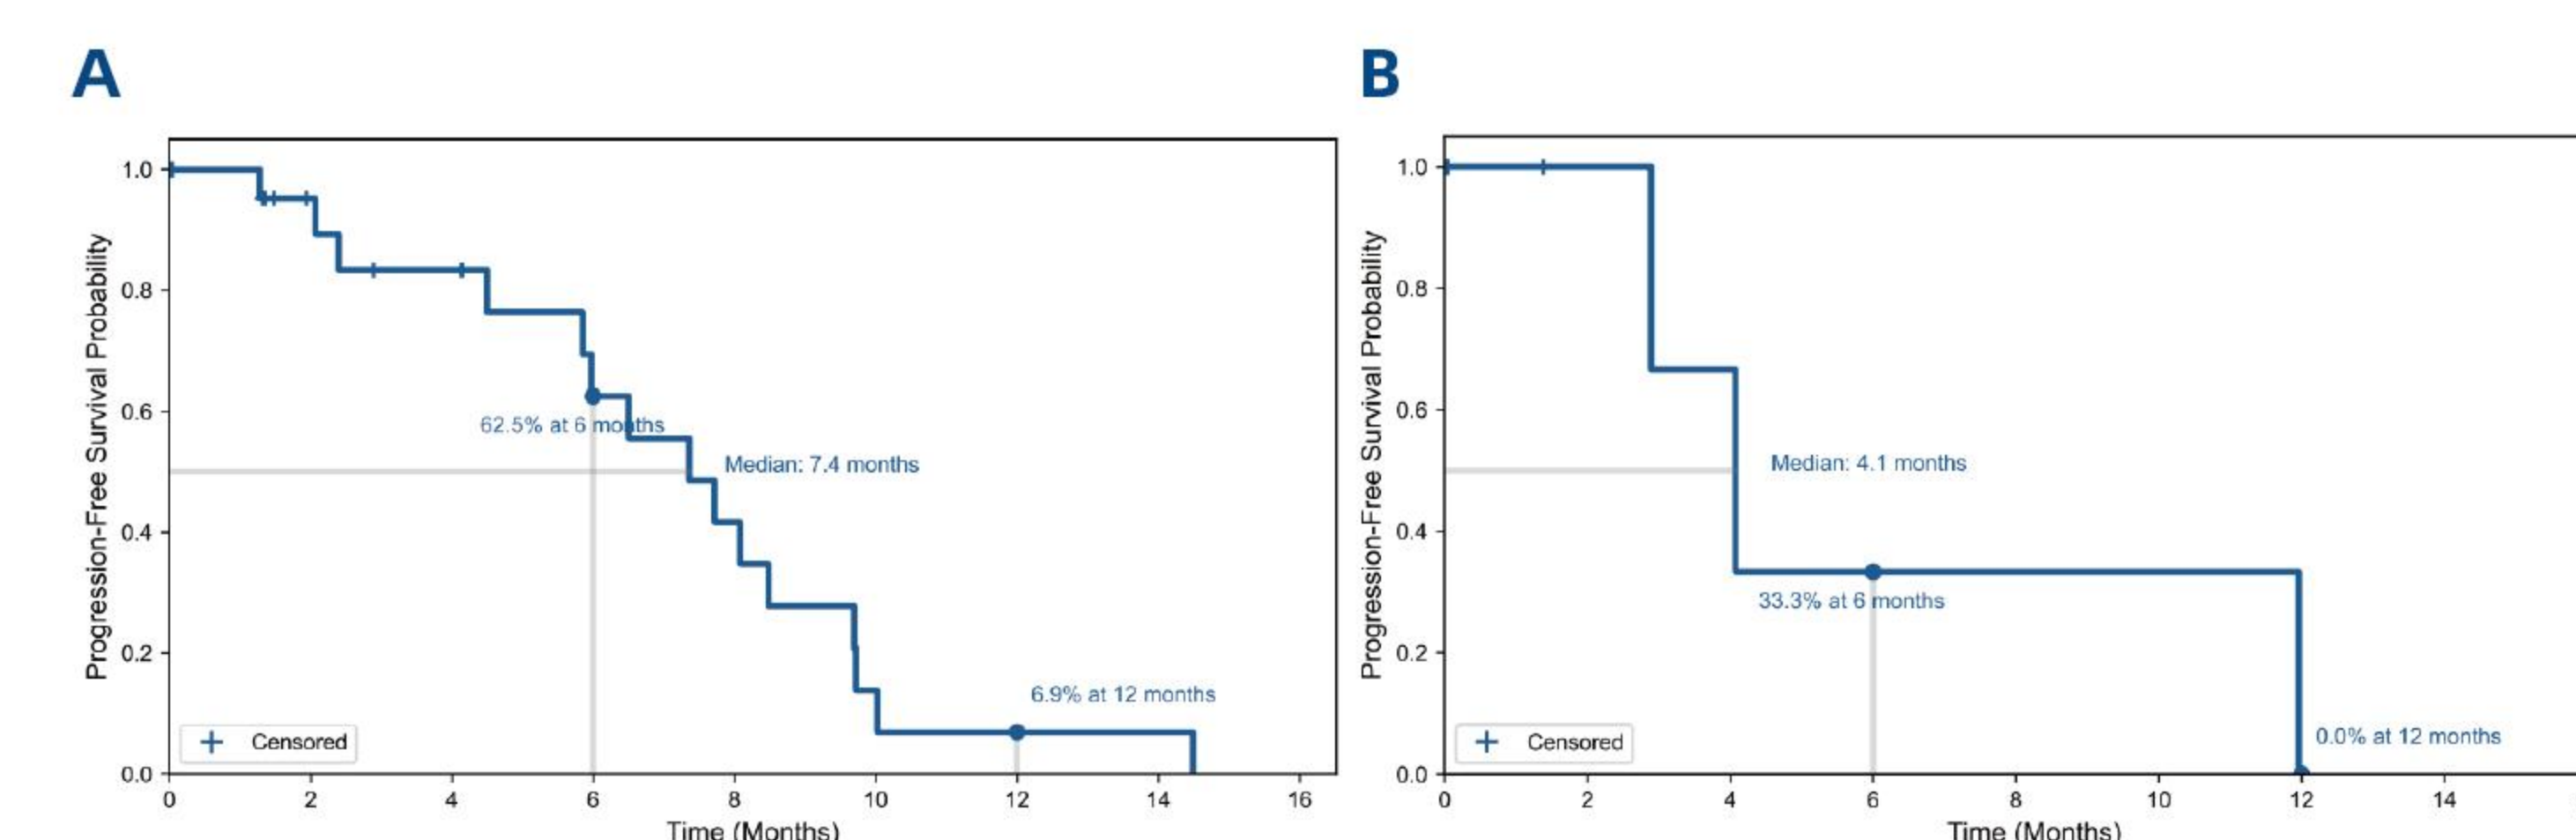 A
Progression-Free Survival Probability
1.0
0.8
0.6
0.4
0.2
0.0
62.5% at 6 months
Median: 7.4 months
6.9% at 12 months
Censored
0 2 4 6 8 10 12 14 16
Time (Months)
B
Progression-Free Survival Probability
1.0
0.8
0.6
0.4
0.2
0.0
Median: 4.1 months
33.3% at 6 months
0.0% at 12 months
Censored
0 2 4 6 8 10 12 14
Time (Months)